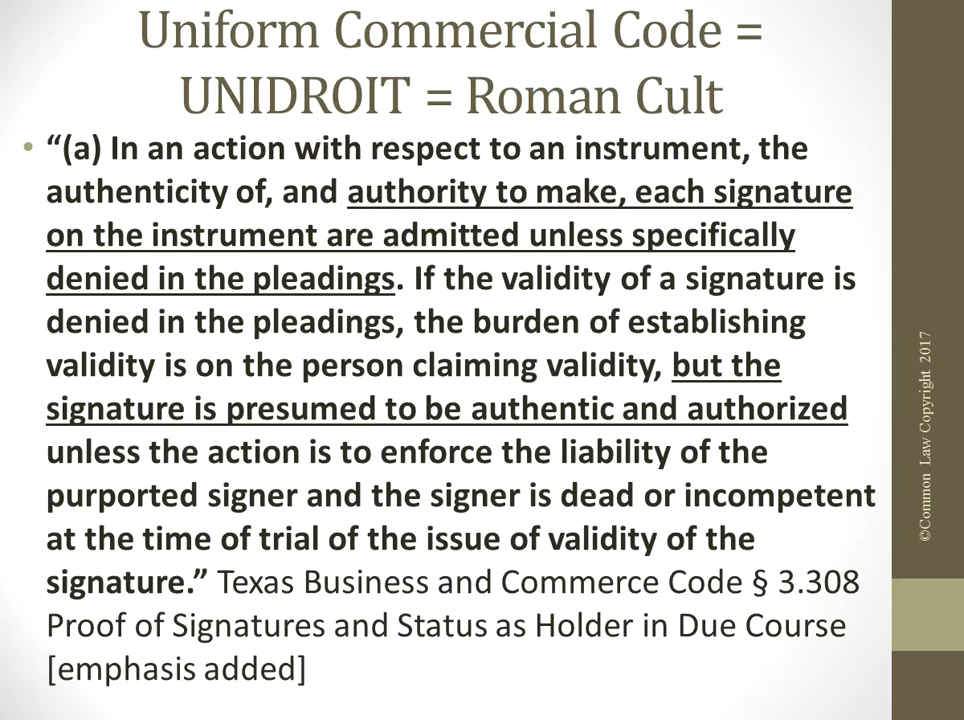 Uniform Commercial Code =
UNIDROIT = Roman Cult
• “(a) In an action with respect to an instrument, the
authenticity of, and authority to make, each signature
on the instrument are admitted unless specifically
denied in the pleadings. If the validity of a signature is
denied in the pleadings, the burden of establishing
validity is on the person claiming validity, but the
signature is presumed to be authentic and authorized
unless the action is to enforce the liability of the
purported signer and the signer is dead or incompetent
at the time of trial of the issue of validity of the
signature.” Texas Business and Commerce Code § 3.308
Proof of Signatures and Status as Holder in Due Course
[emphasis added]
©Common Law Copyright 2017